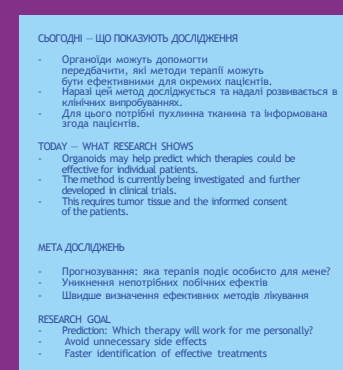 СЬОГОДНІ – ЩО ПОКАЗУЮТЬ ДОСЛІДЖЕННЯ
- Органоїди можуть допомогти
передбачити, які методи терапії можуть
бути ефективними для окремих пацієнтів.
- Наразі цей метод досліджується та надалі розвивається в
клінічних випробуваннях.
- Для цього потрібні пухлинна тканина та інформована
згода пацієнтів.
TODAY – WHAT RESEARCH SHOWS
- Organoids may help predict which therapies could be
effective for individual patients.
- The method is currently being investigated and further
developed in clinical trials.
- This requires tumor tissue and the informed consent
of the patients.
МЕТА ДОСЛІДЖЕНЬ
- Прогнозування: яка терапія подіє особисто для мене?
- Уникнення непотрібних побічних ефектів
- Швидше визначення ефективних методів лікування
RESEARCH GOAL
- Prediction: Which therapy will work for me personally?
- Avoid unnecessary side effects
- Faster identification of effective treatments